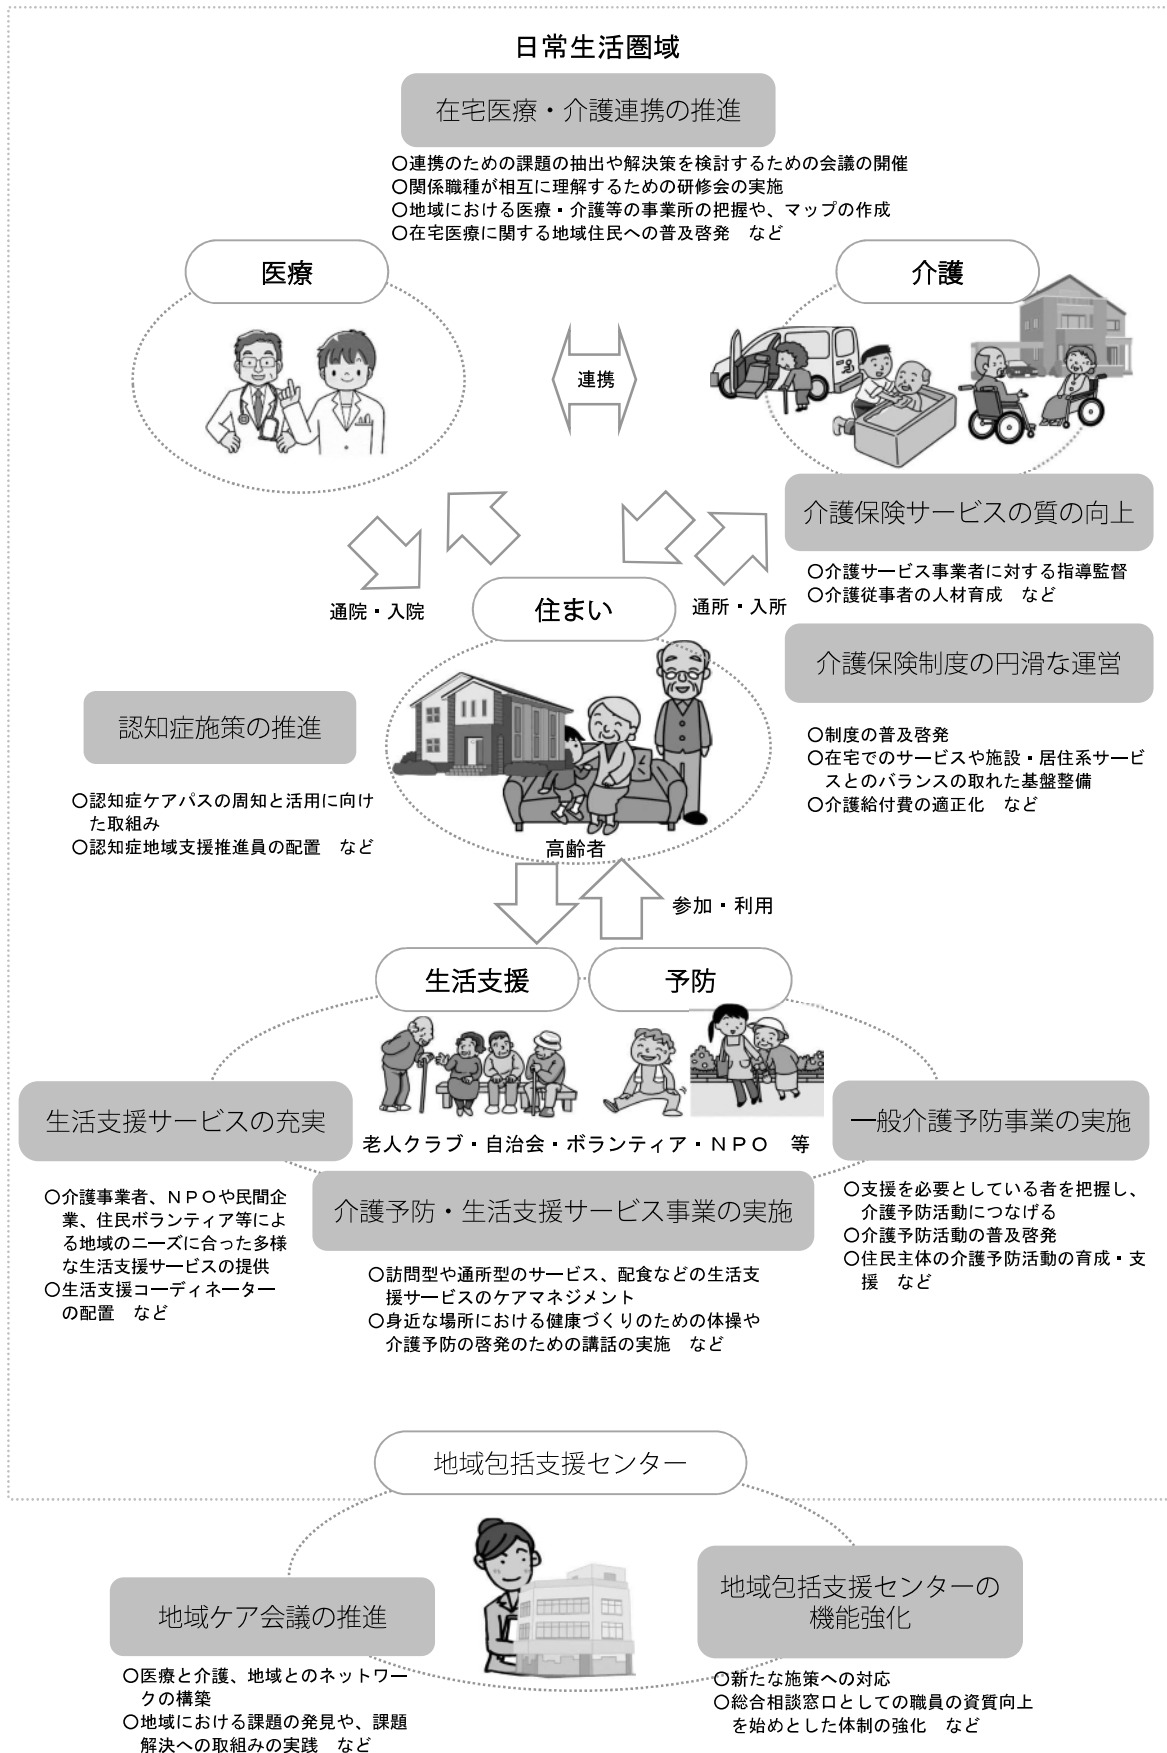 日常生活圏域
在宅医療・介護連携の推進
〇連携のための課題の抽出や解決策を検討するための会議の開催
〇関係職種が相互に理解するための研修会の実施
〇地域における医療・介護等の事業所の把握や、マップの作成
〇在宅医療に関する地域住民への普及啓発　など
医療
介護
連携
介護保険サービスの質の向上
〇介護サービス事業者に対する指導監督
〇介護従事者の人材育成　など
通院・入院
住まい
通所・入所
介護保険制度の円滑な運営
〇制度の普及啓発
〇在宅でのサービスや施設・居住系サービ
スとのバランスの取れた基盤整備
〇介護給付費の適正化　など
認知症施策の推進
〇認知症ケアパスの周知と活用に向け
た取組み
〇認知症地域支援推進員の配置　など
高齢者
参加・利用
生活支援
予防
老人クラブ・自治会・ボランティア・ＮＰＯ　等
生活支援サービスの充実
〇介護事業者、ＮＰＯや民間企
業、住民ボランティア等によ
る地域のニーズに合った多様
な生活支援サービスの提供
〇生活支援コーディネーター
の配置　など
介護予防・生活支援サービス事業の実施
〇訪問型や通所型のサービス、配食などの生活支
援サービスのケアマネジメント
〇身近な場所における健康づくりのための体操や
介護予防の啓発のための講話の実施　など
一般介護予防事業の実施
〇支援を必要としている者を把握し、
介護予防活動につなげる
〇介護予防活動の普及啓発
〇住民主体の介護予防活動の育成・支
援　など
地域包括支援センター
地域ケア会議の推進
〇医療と介護、地域とのネットワー
クの構築
〇地域における課題の発見や、課題
解決への取組みの実践　など
地域包括支援センターの
機能強化
〇新たな施策への対応
〇総合相談窓口としての職員の資質向上
を始めとした体制の強化　など